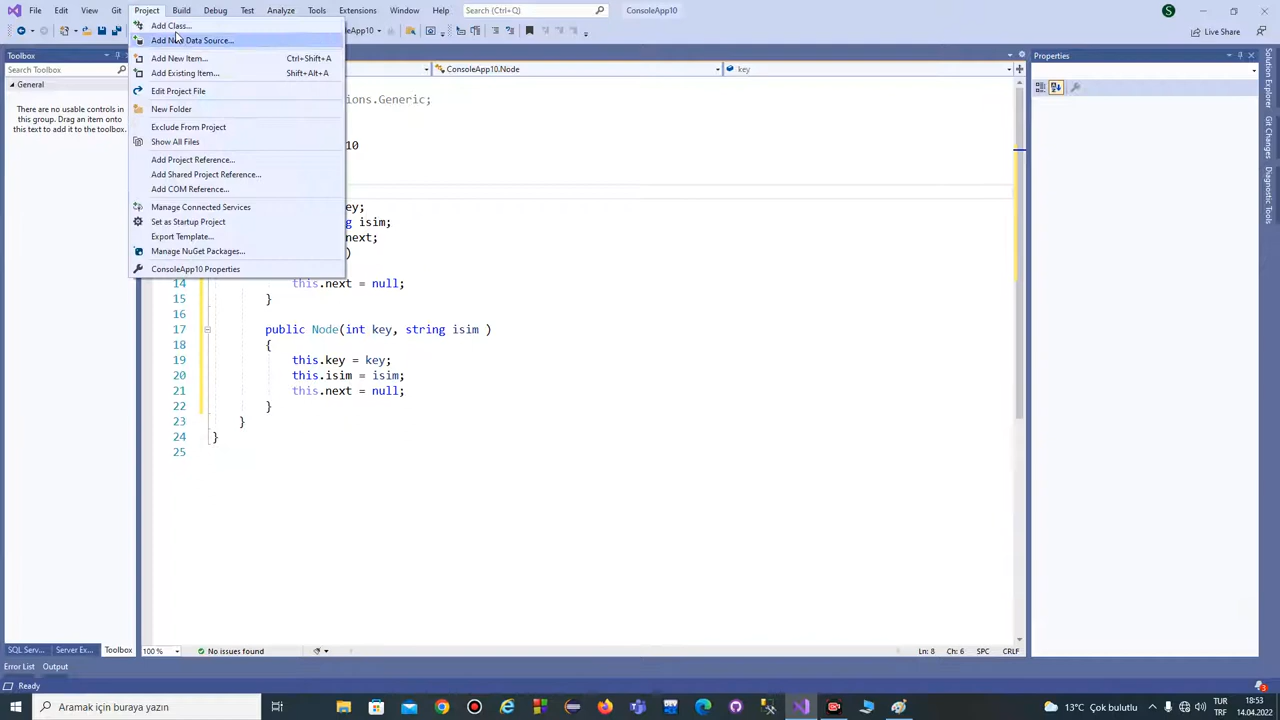 File Edit View Git Project Build Debug Test Analyze Tools Extensions Window Search (Ctrl+Q) ConsoleApp10 S
ConsoleApp10 Live Share
Add Class...
Add New Data Source...
Add New Item... Ctrl+Shift+A
Add Existing Item... Shift+Alt+A
Edit Project File
New Folder
Exclude From Project
Show All Files
Add Project Reference...
Add Shared Project Reference...
Add COM Reference...
Manage Connected Services
Set as Startup Project
Export Template...
Manage NuGet Packages...
ConsoleApp10 Properties
Toolbox
Search Toolbox
General
There are no usable controls in
this group. Drag an item onto
this text to add it to the toolbox.
ConsoleApp10.Node key
ions.Generic;
10
key;
g isim;
next;
)
14 this.next = null;
15 }
16
17 public Node(int key, string isim )
18 {
19 this.key = key;
20 this.isim = isim;
21 this.next = null;
22 }
23 }
24 }
25
Properties
Solution Explorer
Git Changes
Diagnostic Tools
SQL Serv... Server Ex... Toolbox
100 % No issues found Ln: 8 Ch: 6 SPC CRLF
Error List Output
Ready
Aramak için buraya yazın
13°C Çok bulutlu
TUR
TRF
18:53
14.04.2022